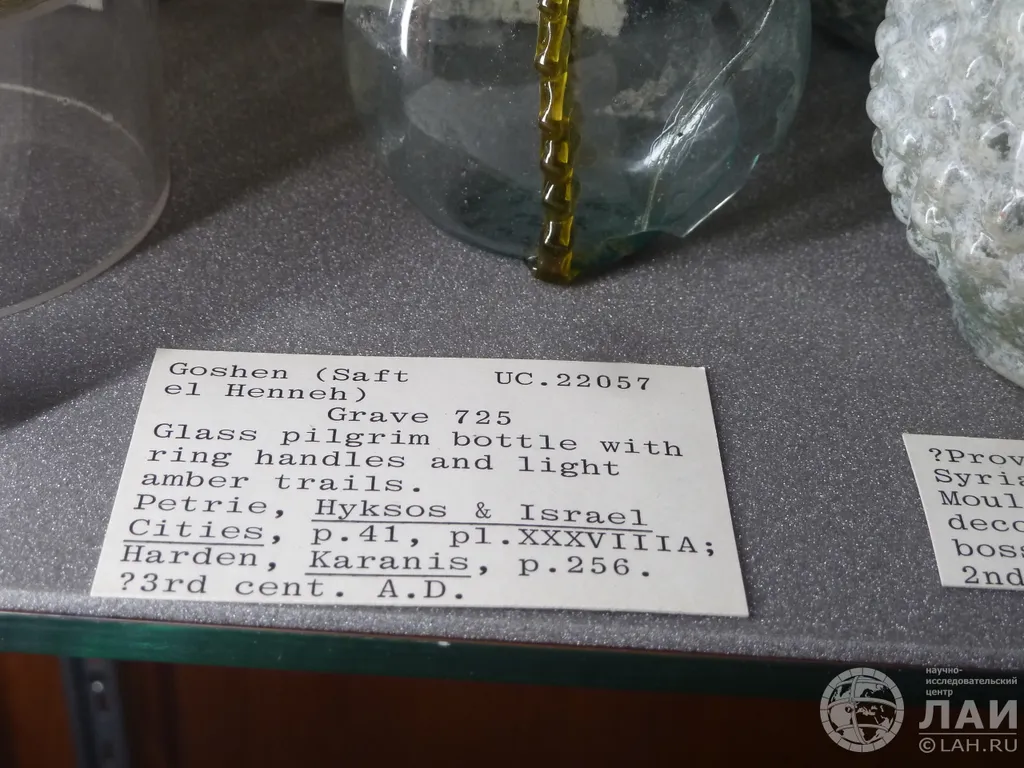 Goshen (Saft UC.22057
el Henneh)
Grave 725
Glass pilgrim bottle with
ring handles and light
amber trails.
Petrie, Hyksos & Israel
Cities, p.41, pl.XXXVIIIA;
Harden, Karanis, p.256.
?3rd cent. A.D.
?Prov
Syria
Moul
deco
boss
2nd
научно-
исследовательский
центр
ЛАИ
©LAH.RU